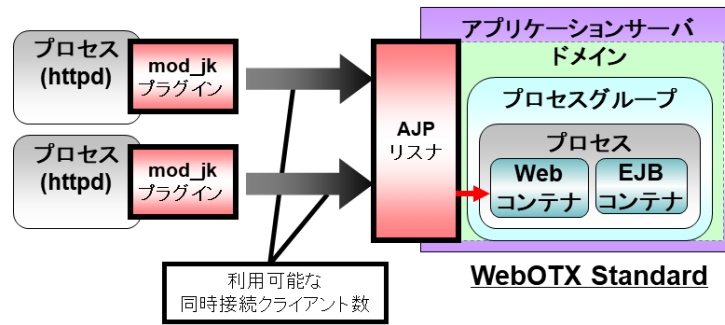 プロセス
(httpd)
mod_jk
プラグイン
プロセス
(httpd)
mod_jk
プラグイン
利用可能な
同時接続クライアント数
AJP
リスナ
アプリケーションサーバ
ドメイン
プロセスグループ
プロセス
Web
コンテナ
EJB
コンテナ
WebOTX Standard